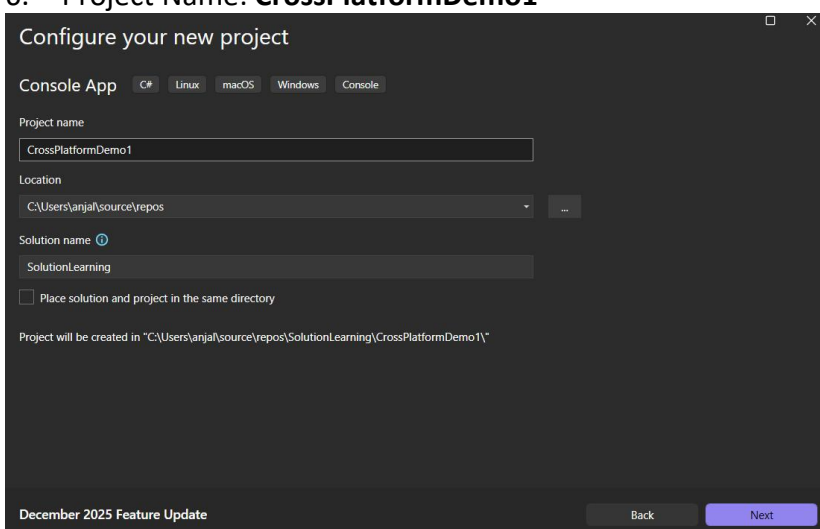 6. Project Name: CrossPlatformDemo1
Configure your new project
Console App C# Linux macOS Windows Console
Project name
CrossPlatformDemo1
Location
C:\Users\anjal\source\repos
...
Solution name
SolutionLearning
Place solution and project in the same directory
Project will be created in "C:\Users\anjal\source\repos\SolutionLearning\CrossPlatformDemo1\"
December 2025 Feature Update
Back Next